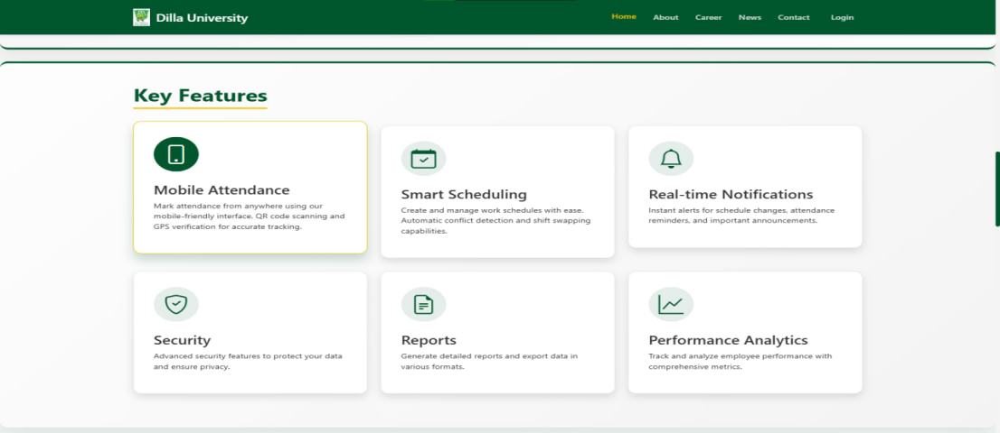 Dilla University
Home About Career News Contact Login
Key Features
Mobile Attendance
Mark attendance from anywhere using our
mobile-friendly interface. QR code scanning and
GPS verification for accurate tracking.
Smart Scheduling
Create and manage work schedules with ease.
Automatic conflict detection and shift swapping
capabilities.
Real-time Notifications
Instant alerts for schedule changes, attendance
reminders, and important announcements.
Security
Advanced security features to protect your data
and ensure privacy.
Reports
Generate detailed reports and export data in
various formats.
Performance Analytics
Track and analyze employee performance with
comprehensive metrics.